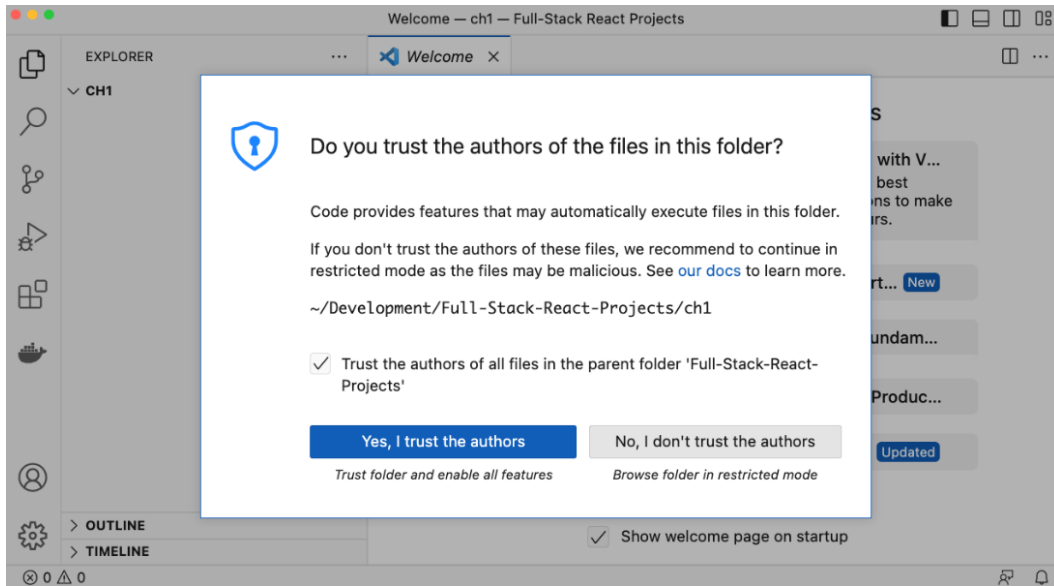 Welcome — ch1 — Full-Stack React Projects
EXPLORER
Welcome
CH1
Do you trust the authors of the files in this folder?
Code provides features that may automatically execute files in this folder.
If you don't trust the authors of these files, we recommend to continue in
restricted mode as the files may be malicious. See our docs to learn more.
~/Development/Full-Stack-React-Projects/ch1
Trust the authors of all files in the parent folder 'Full-Stack-React-
Projects'
Yes, I trust the authors
No, I don't trust the authors
Trust folder and enable all features
Browse folder in restricted mode
with V...
best
to make
New
Updated
Show welcome page on startup
OUTLINE
TIMELINE
0 0